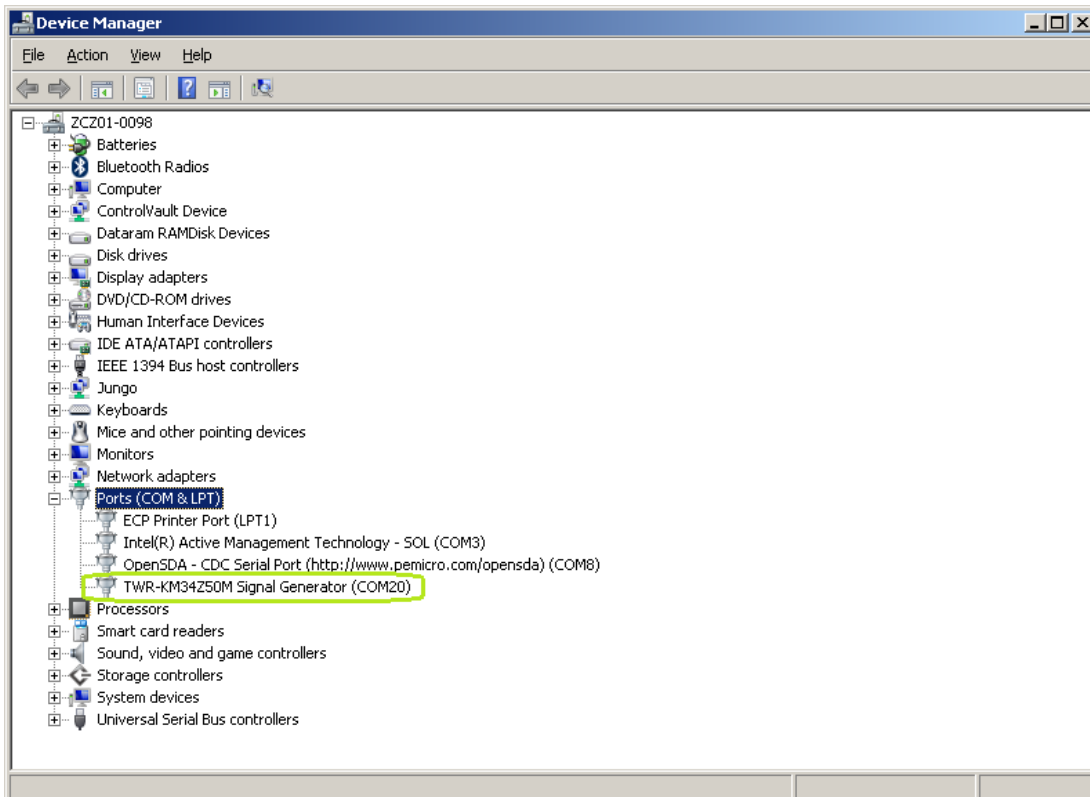 Device Manager
File Action View Help
ZCZ01-0098
Batteries
Bluetooth Radios
Computer
ControlVault Device
Dataram RAMDisk Devices
Disk drives
Display adapters
DVD/CD-ROM drives
Human Interface Devices
IDE ATA/ATAPI controllers
IEEE 1394 Bus host controllers
Jungo
Keyboards
Mice and other pointing devices
Monitors
Network adapters
Ports (COM & LPT)
ECP Printer Port (LPT1)
Intel(R) Active Management Technology - SOL (COM3)
OpenSDA - CDC Serial Port (http://www.pemicro.com/opensda) (COM8)
TWR-KM34Z50M Signal Generator (COM20)
Processors
Smart card readers
Sound, video and game controllers
Storage controllers
System devices
Universal Serial Bus controllers